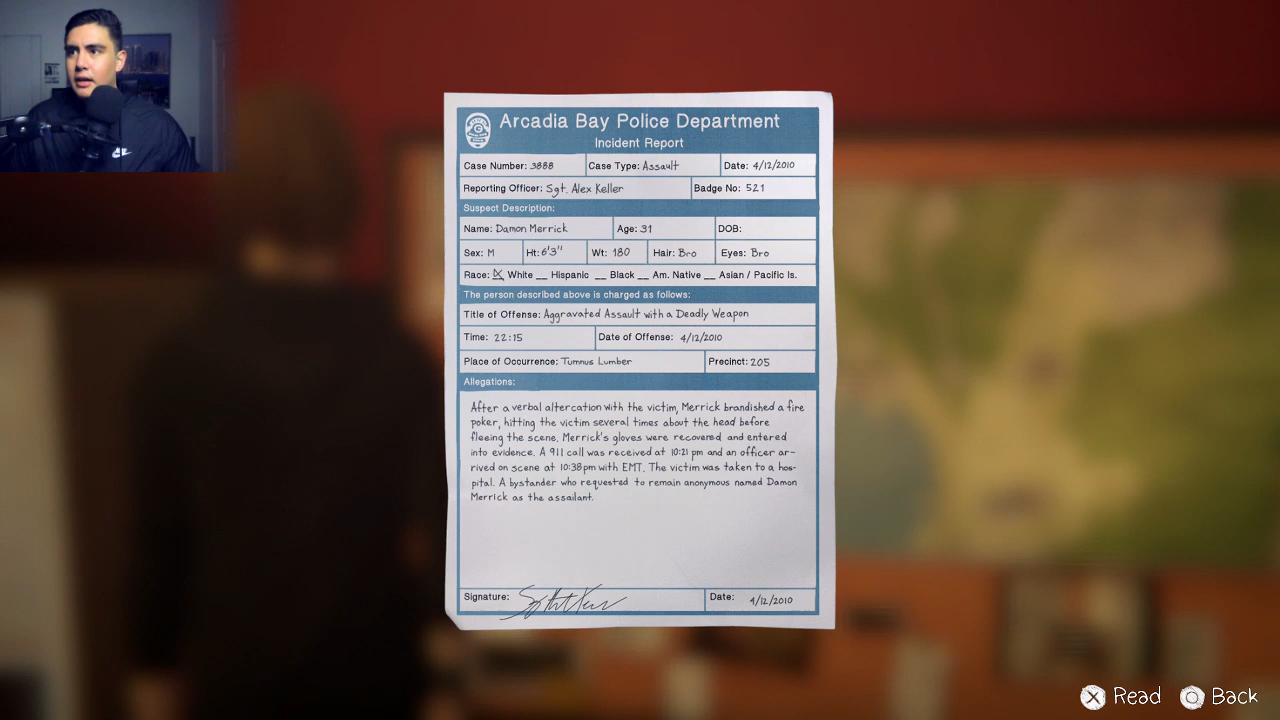 Arcadia Bay Police Department
Incident Report
Case Number: 3888 Case Type: Assault Date: 4/12/2010
Reporting Officer: Sgt. Alex Keller Badge No: 521
Suspect Description:
Name: Damon Merrick Age: 31 DOB:
Sex: M Ht: 6'3" Wt: 180 Hair: Bro Eyes: Bro
Race: X White __ Hispanic __ Black __ Am. Native __ Asian / Pacific Is.
The person described above is charged as follows:
Title of Offense: Aggravated Assault with a Deadly Weapon
Time: 22:15 Date of Offense: 4/12/2010
Place of Occurrence: Tumnus Lumber Precinct: 205
Allegations:
After a verbal altercation with the victim, Merrick brandished a fire
poker, hitting the victim several times about the head before
fleeing the scene. Merrick's gloves were recovered and entered
into evidence. A 911 call was received at 10:21 pm and an officer ar-
rived on scene at 10:38pm with EMT. The victim was taken to a hos-
pital. A bystander who requested to remain anonymous named Damon
Merrick as the assailant.
Signature: Date: 4/12/2010
Read Back